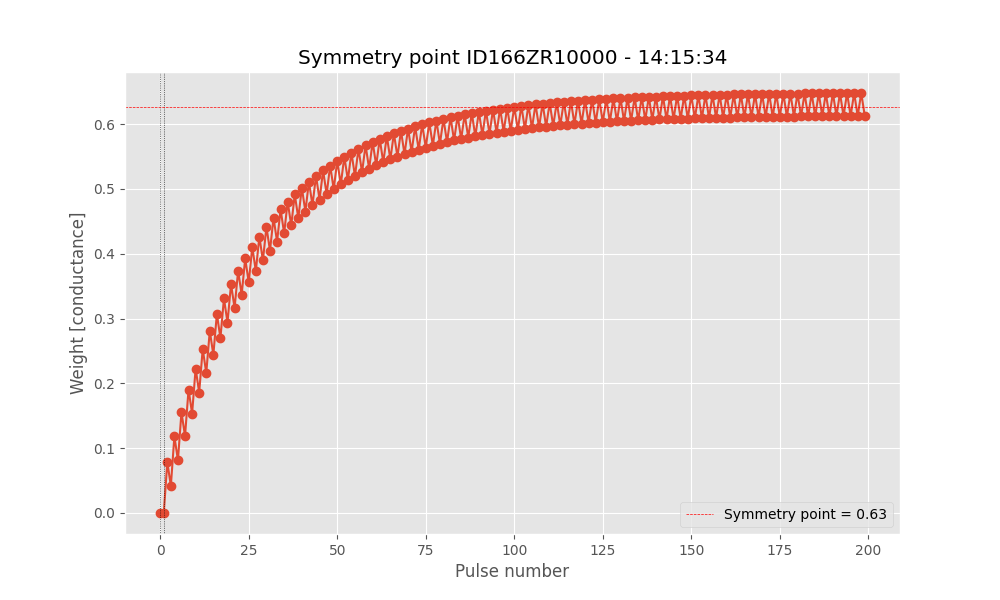 Symmetry point ID166ZR10000 - 14:15:34
Weight [conductance]
0.6
0.5
0.4
0.3
0.2
0.1
0.0
Symmetry point = 0.63
0 25 50 75 100 125 150 175 200
Pulse number